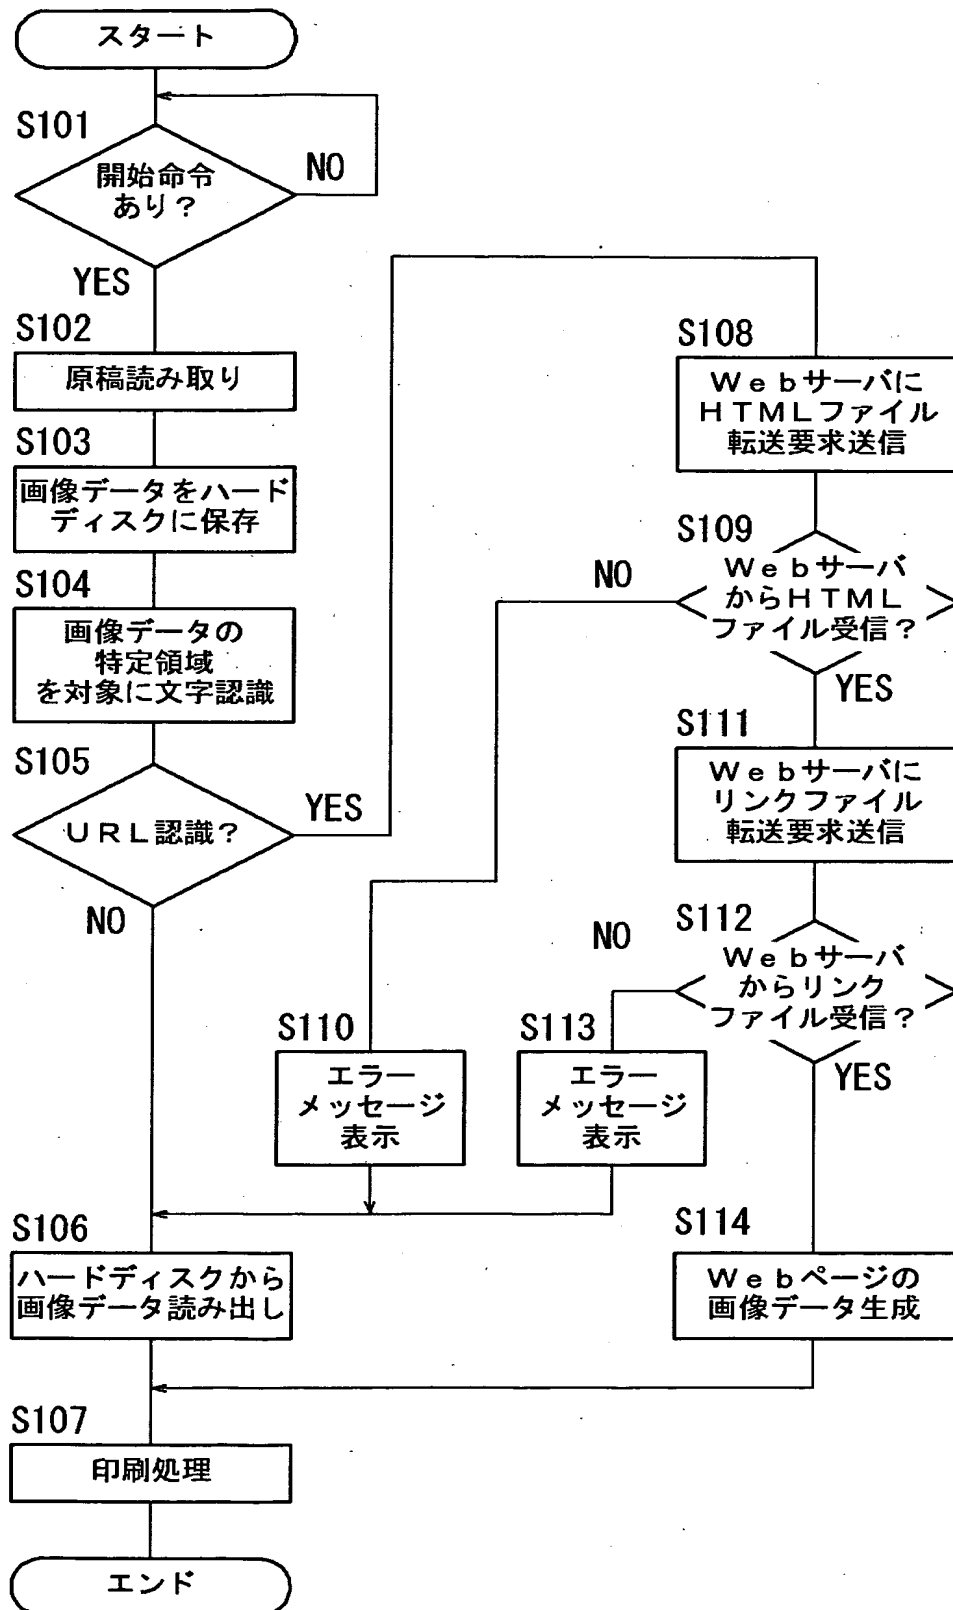 スタート
S101
開始命令
あり？
NO
YES
S102
原稿読み取り
S103
画像データをハード
ディスクに保存
S104
画像データの
特定領域
を対象に文字認識
S105
ＵＲＬ認識？
YES
NO
S108
Ｗｅｂサーバに
ＨＴＭＬファイル
転送要求送信
S109
Ｗｅｂサーバ
からＨＴＭＬ
ファイル受信？
NO
YES
S111
Ｗｅｂサーバに
リンクファイル
転送要求送信
S112
Ｗｅｂサーバ
からリンク
ファイル受信？
NO
YES
S110
エラー
メッセージ
表示
S113
エラー
メッセージ
表示
S106
ハードディスクから
画像データ読み出し
S114
Ｗｅｂページの
画像データ生成
S107
印刷処理
エンド